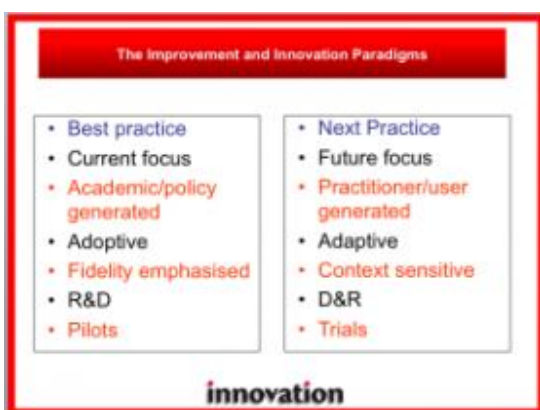 The Improvement and Innovation Paradigms
• Best practice
• Current focus
• Academic/policy
generated
• Adoptive
• Fidelity emphasised
• R&D
• Pilots
• Next Practice
• Future focus
• Practitioner/user
generated
• Adaptive
• Context sensitive
• D&R
• Trials
innovation